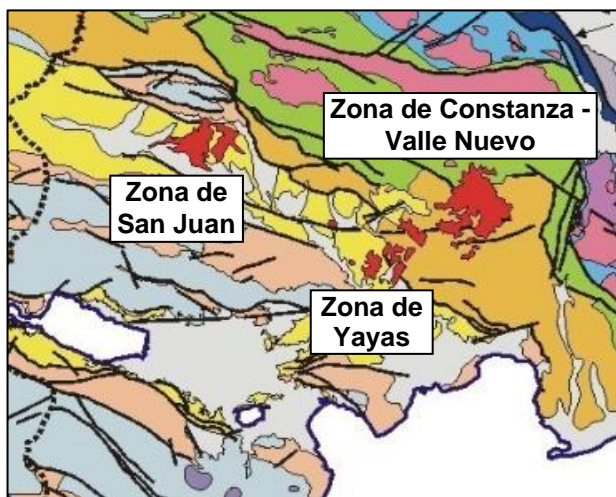 Zona de Constanza -
Valle Nuevo
Zona de
San Juan
Zona de
Yayas